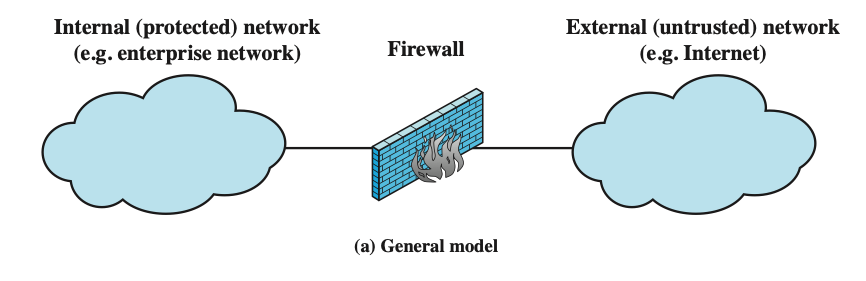 Internal (protected) network
(e.g. enterprise network)
Firewall
External (untrusted) network
(e.g. Internet)
(a) General model